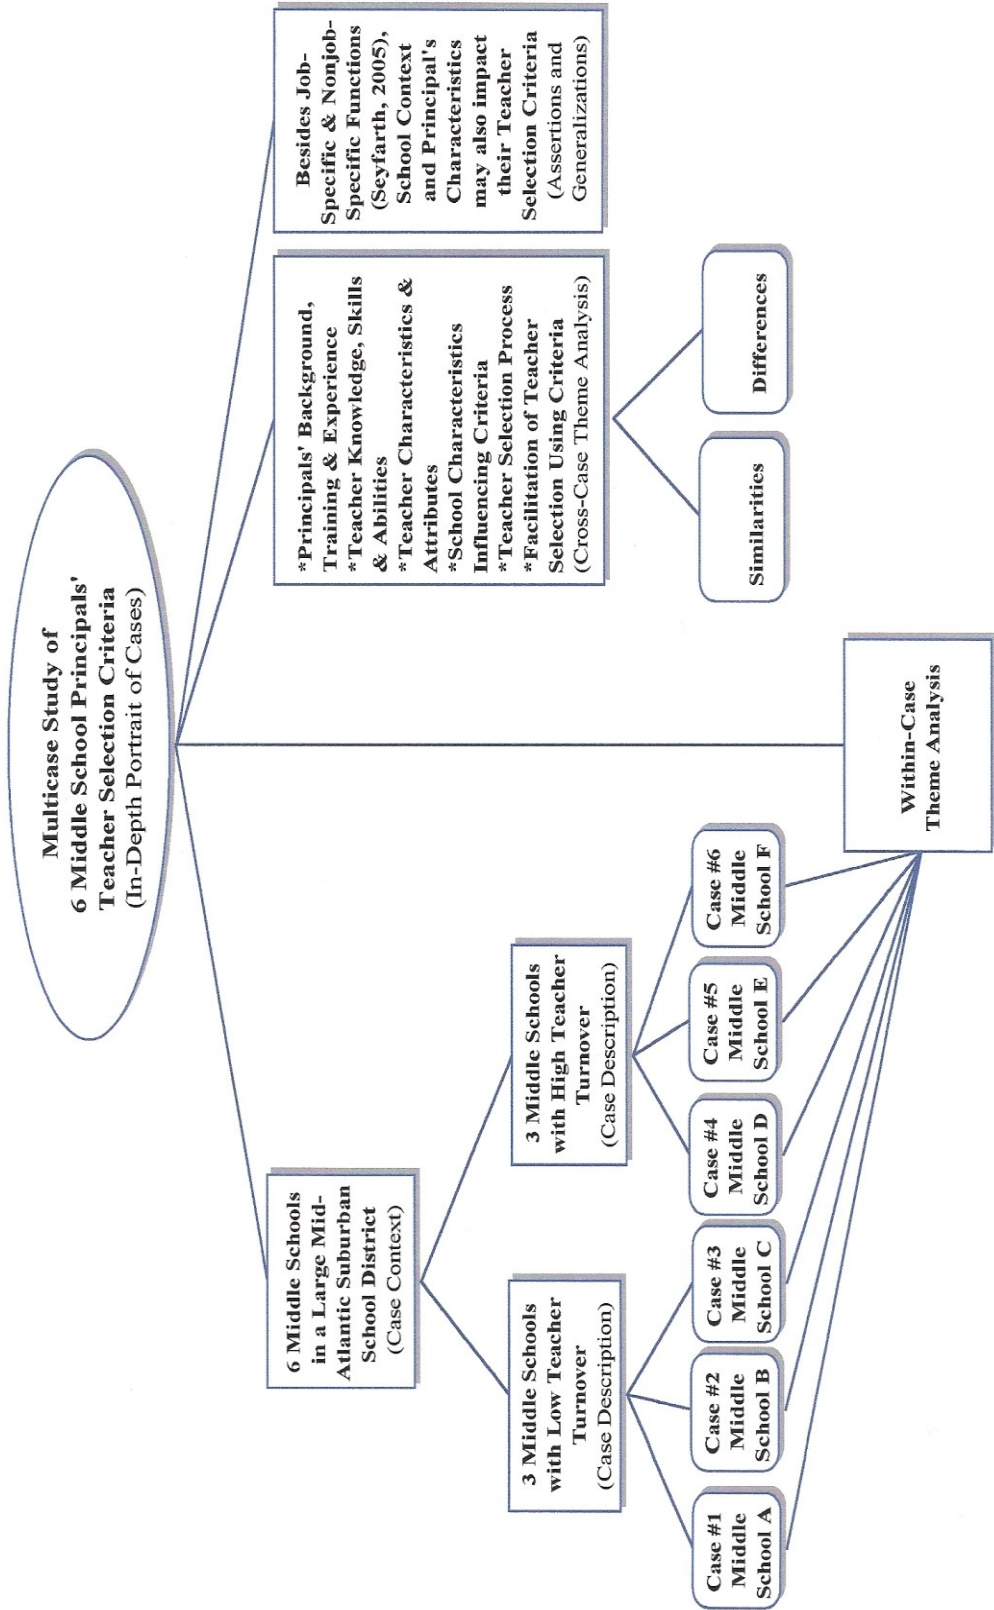 Multicase Study of
6 Middle School Principals'
Teacher Selection Criteria
(In-Depth Portrait of Cases)
6 Middle Schools
in a Large Mid-
Atlantic Suburban
School District
(Case Context)
3 Middle Schools
with Low Teacher
Turnover
(Case Description)
3 Middle Schools
with High Teacher
Turnover
(Case Description)
Case #1
Middle
School A
Case #2
Middle
School B
Case #3
Middle
School C
Case #4
Middle
School D
Case #5
Middle
School E
Case #6
Middle
School F
Within-Case
Theme Analysis
*Principals' Background,
Training & Experience
*Teacher Knowledge, Skills
& Abilities
*Teacher Characteristics &
Attributes
*School Characteristics
Influencing Criteria
*Teacher Selection Process
*Facilitation of Teacher
Selection Using Criteria
(Cross-Case Theme Analysis)
Similarities
Differences
Besides Job-
Specific & Nonjob-
Specific Functions
(Seyfarth, 2005),
School Context
and Principal's
Characteristics
may also impact
their Teacher
Selection Criteria
(Assertions and
Generalizations)